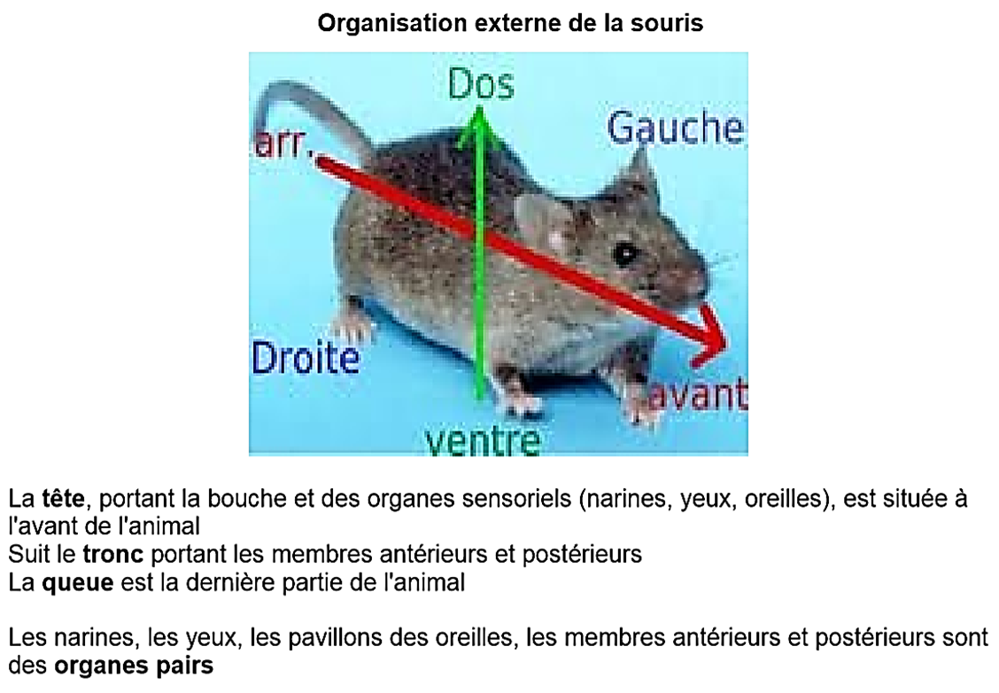 Organisation externe de la souris
Dos
Gauche
arr.
Droite
avant
ventre
La tête, portant la bouche et des organes sensoriels (narines, yeux, oreilles), est située à
l'avant de l'animal
Suit le tronc portant les membres antérieurs et postérieurs
La queue est la dernière partie de l'animal
Les narines, les yeux, les pavillons des oreilles, les membres antérieurs et postérieurs sont
des organes pairs